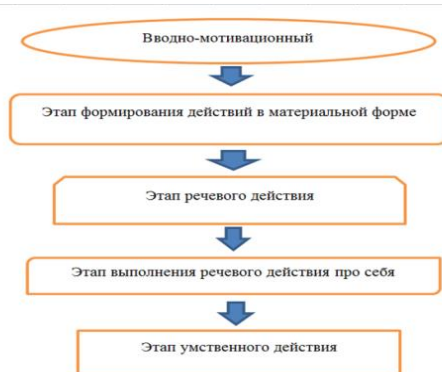 Вводно-мотивационный
Этап формирования действий в материальной форме
Этап речевого действия
Этап выполнения речевого действия про себя
Этап умственного действия